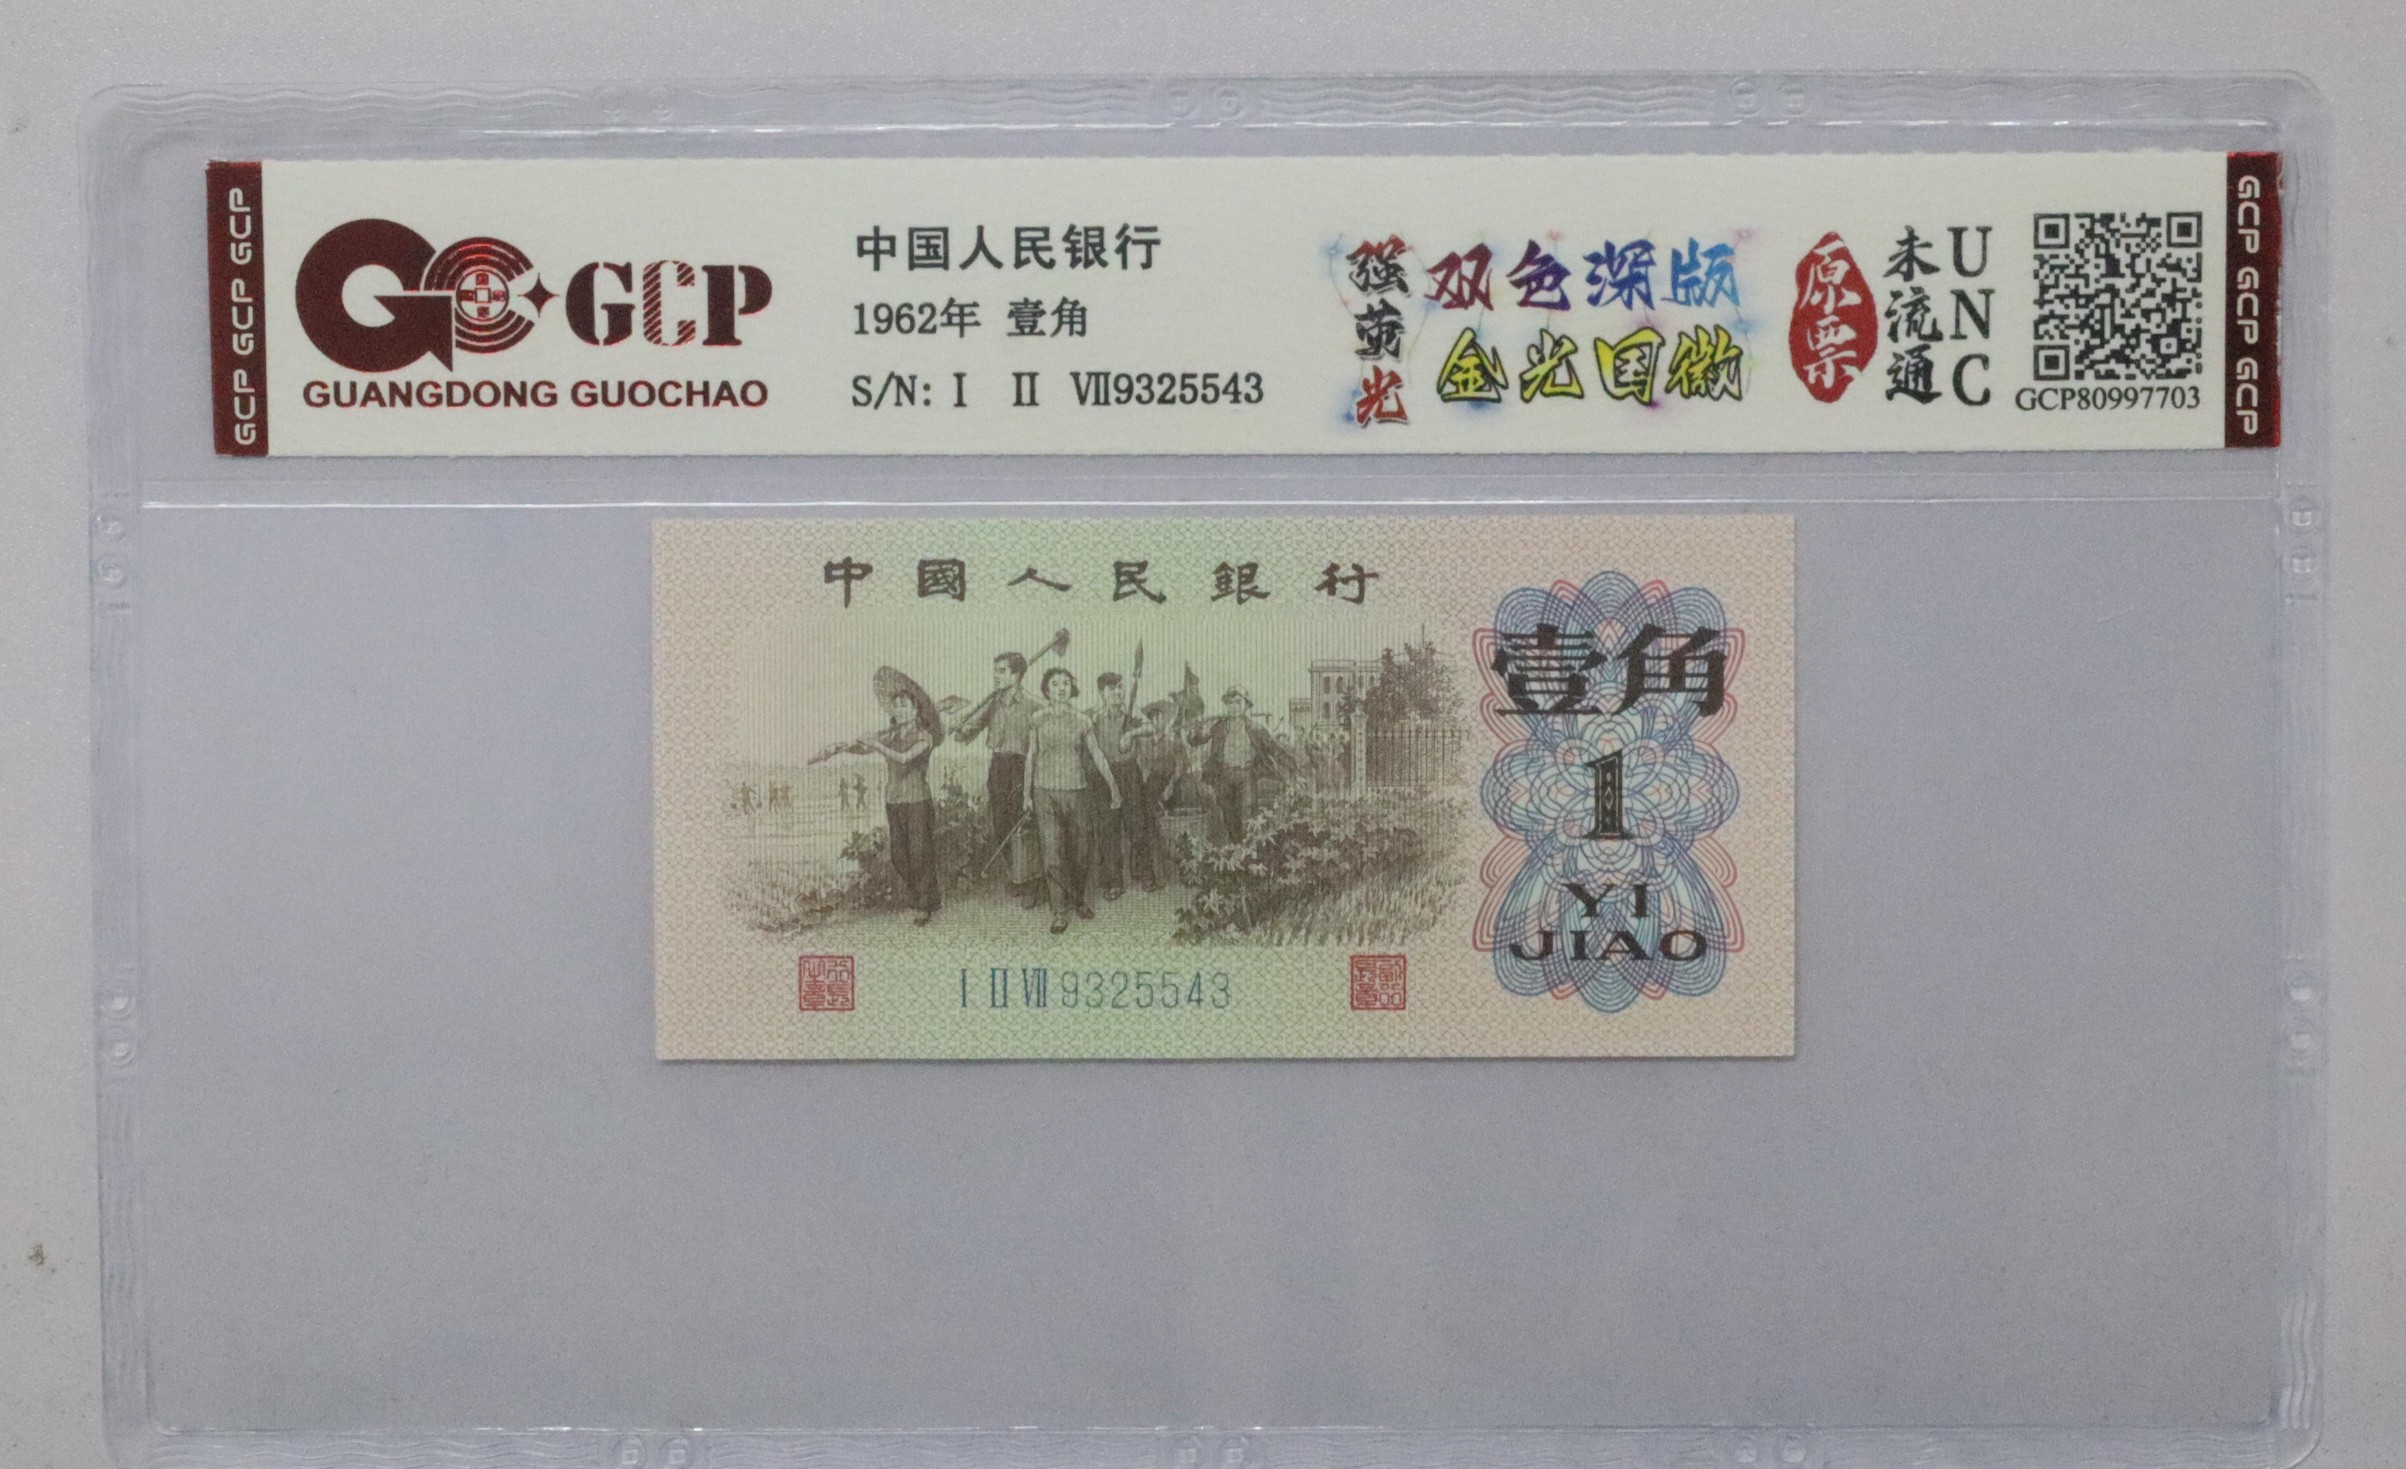 GCP GCP GCP
GCP
GUANGDONG GUOCHAO
中国人民银行
1962年 壹角
S/N: Ⅰ Ⅱ Ⅶ9325543
强荧光
双色深版
金光国徽
原票
未流通
UNC
GCP80997703
GCP GCP GCP
中國人民銀行
壹角
1
YI
JIAO
Ⅰ Ⅱ Ⅶ 9325543